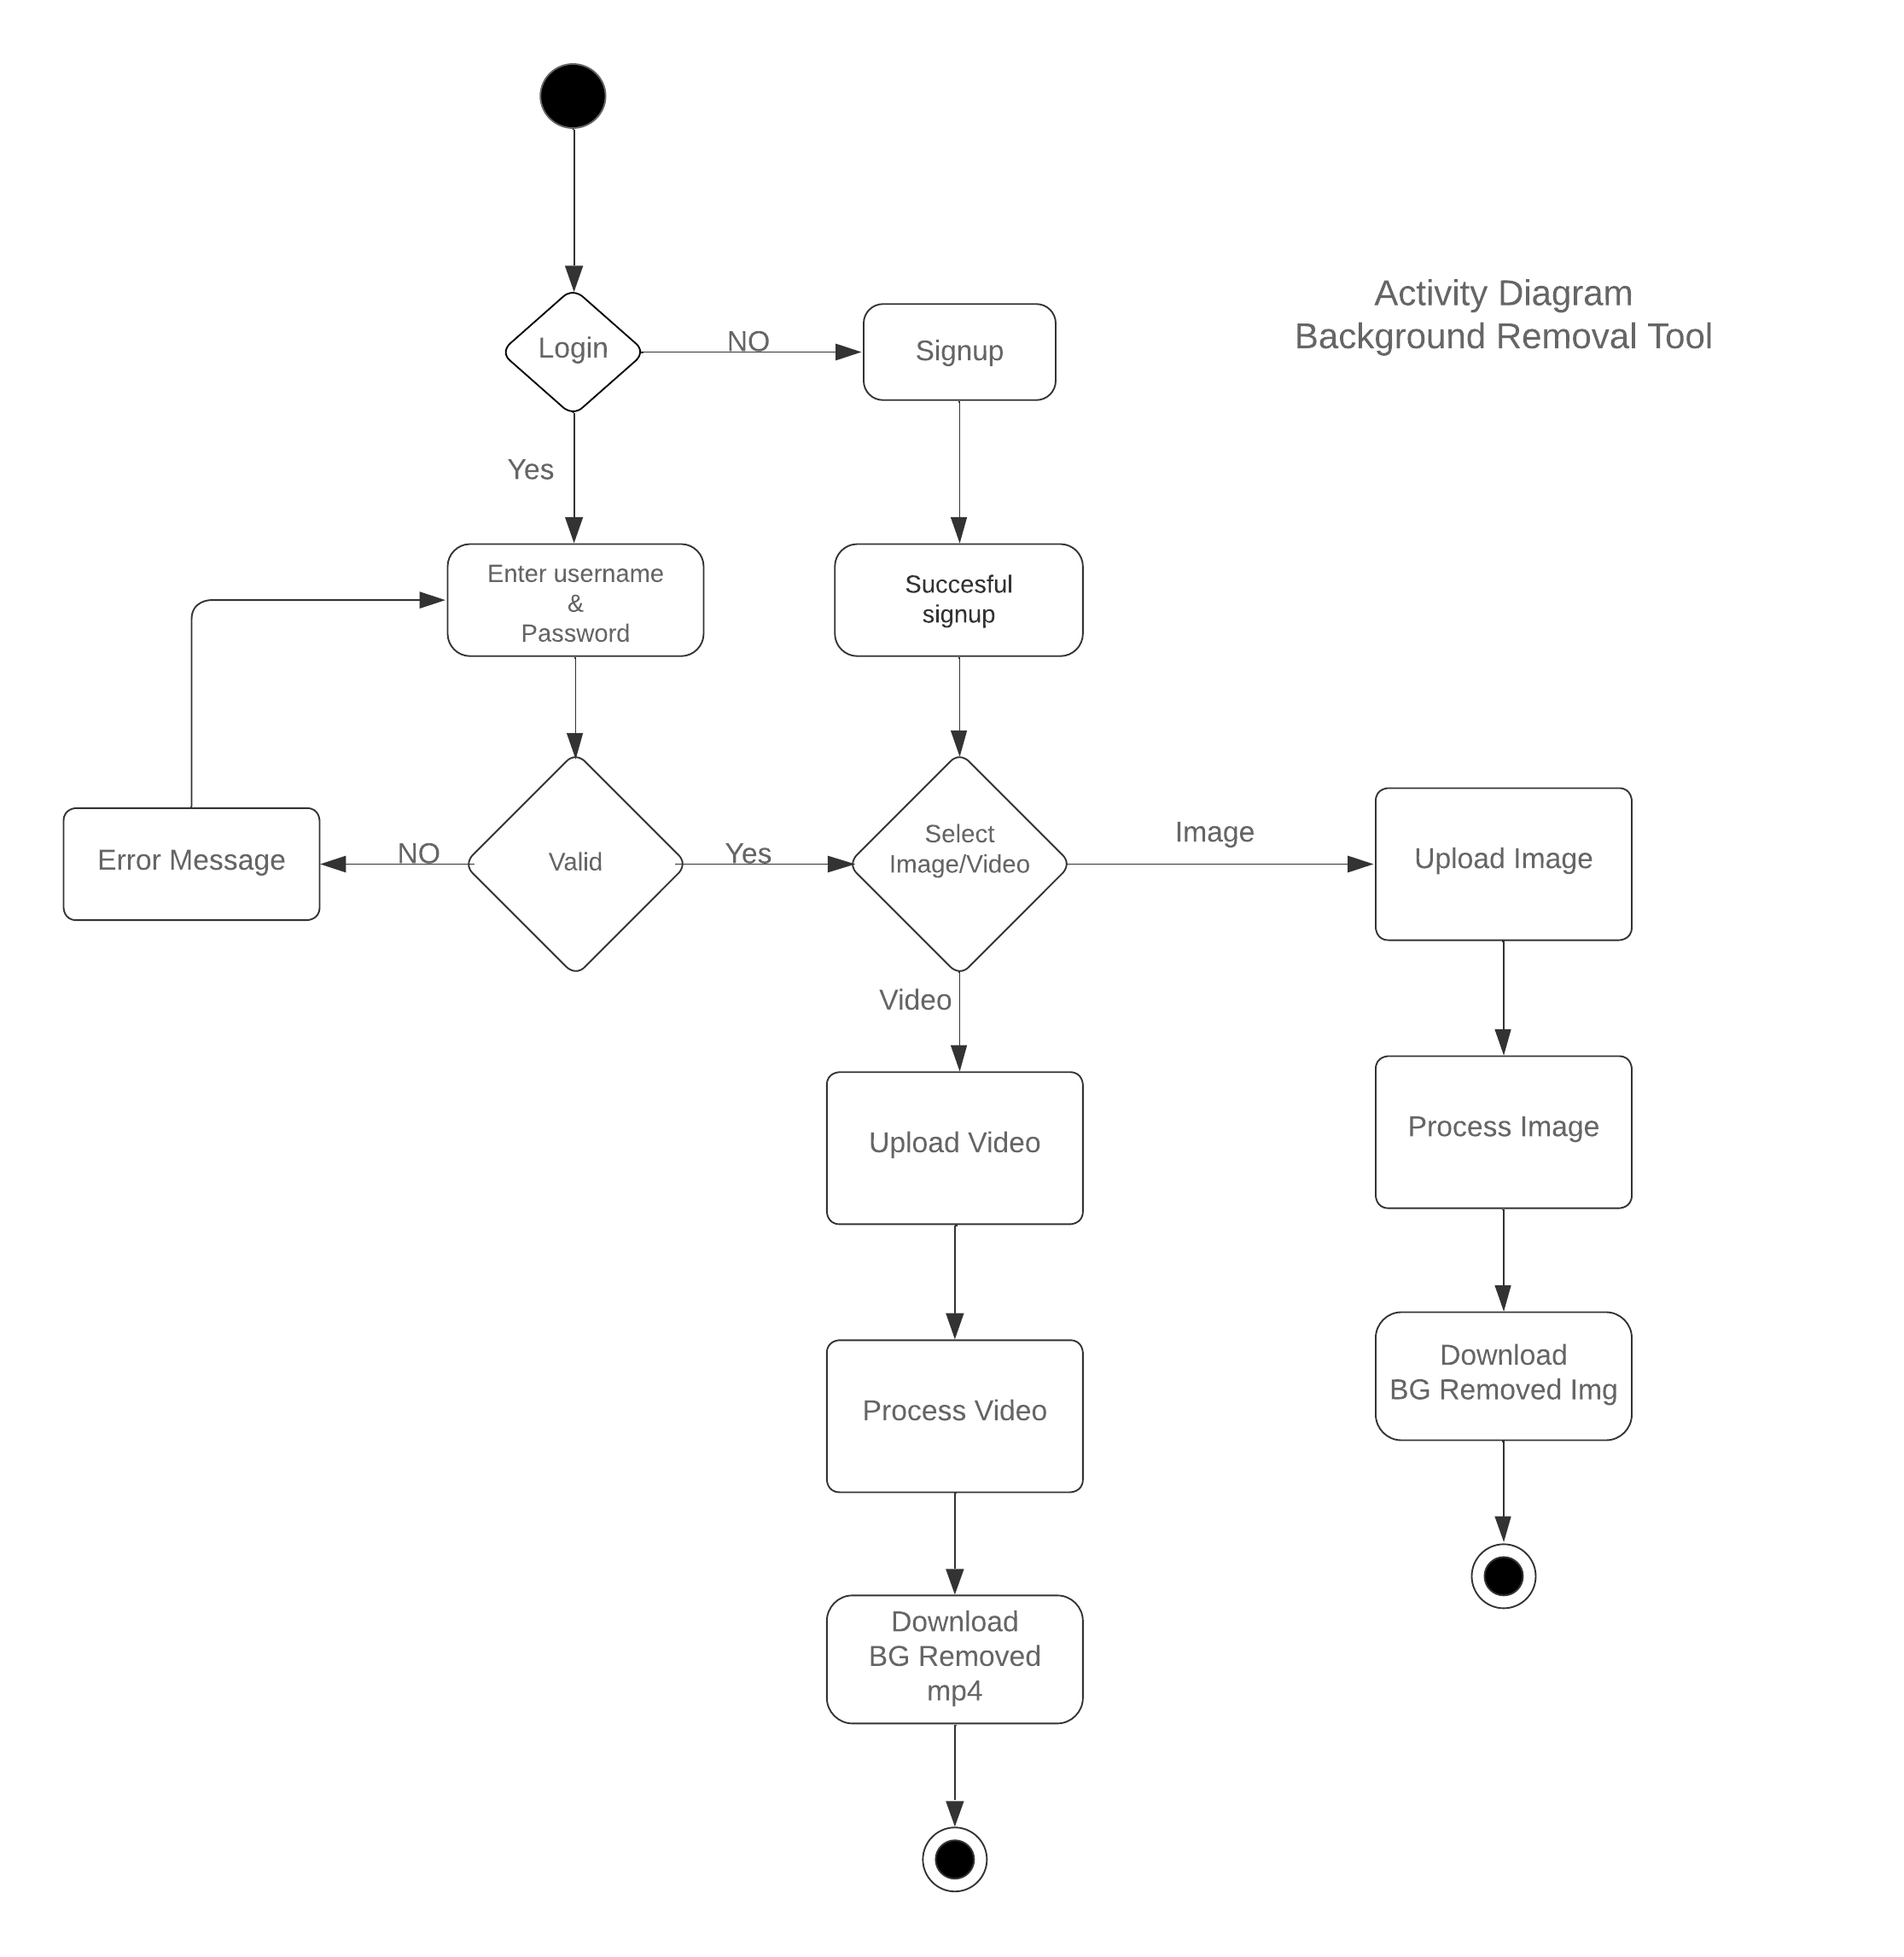 Activity Diagram
Background Removal Tool
Login
NO
Signup
Yes
Enter username
&
Password
Succesful
signup
Error Message
NO
Valid
Yes
Select
Image/Video
Image
Upload Image
Video
Upload Video
Process Image
Download
BG Removed Img
Process Video
Download
BG Removed
mp4